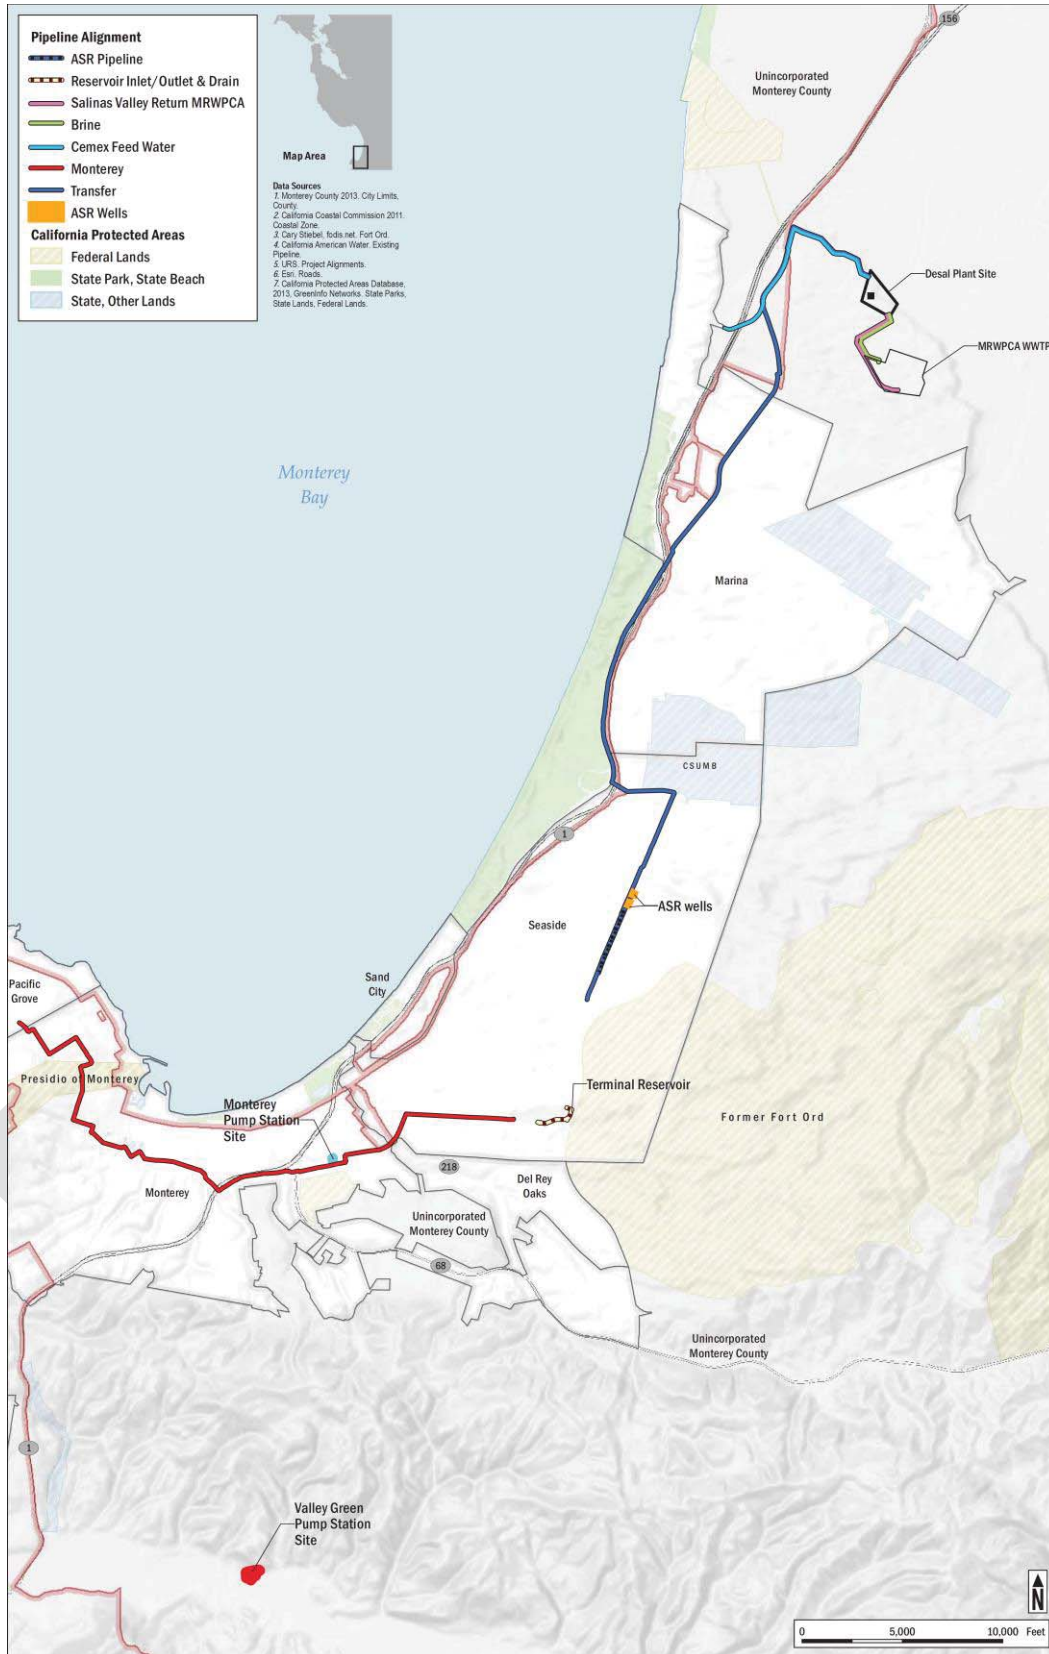 Pipeline Alignment
ASR Pipeline
Reservoir Inlet/Outlet & Drain
Salinas Valley Return MRWPCA
Brine
Cemex Feed Water
Monterey
Transfer
ASR Wells
California Protected Areas
Federal Lands
State Park, State Beach
State, Other Lands
Map Area
Data Sources
1. Monterey County 2013. City Limits,
County.
2. California Coastal Commission 2011.
Coastal Zone.
3. Cary Stiebel, fodis.net. Fort Ord.
4. California American Water. Existing
Pipeline.
5. URS. Project Alignments.
6. Esri. Roads.
7. California Protected Areas Database,
2013, GreenInfo Networks. State Parks,
State Lands, Federal Lands.
156
Unincorporated
Monterey County
Desal Plant Site
MRWPCA WWTP
Monterey
Bay
Marina
CSUMB
1
ASR wells
Seaside
Sand
City
Pacific
Grove
Presidio of Monterey
Terminal Reservoir
Monterey
Pump Station
Site
Former Fort Ord
218
Del Rey
Oaks
Monterey
Unincorporated
Monterey County
68
Unincorporated
Monterey County
1
Valley Green
Pump Station
Site
N
0 5,000 10,000 Feet